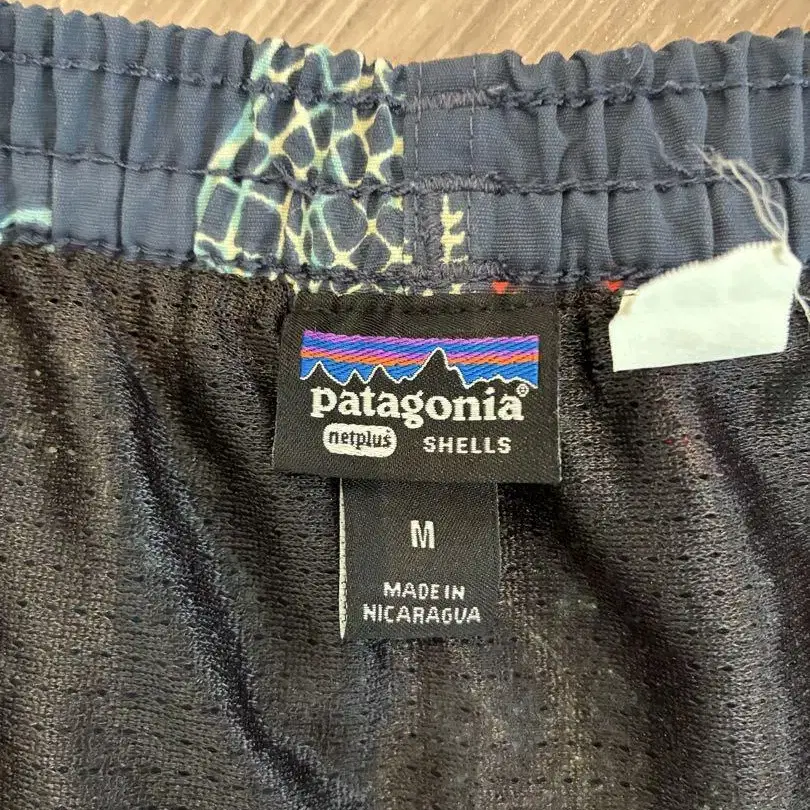 patagonia®
netplus SHELLS
M
MADE IN
NICARAGUA